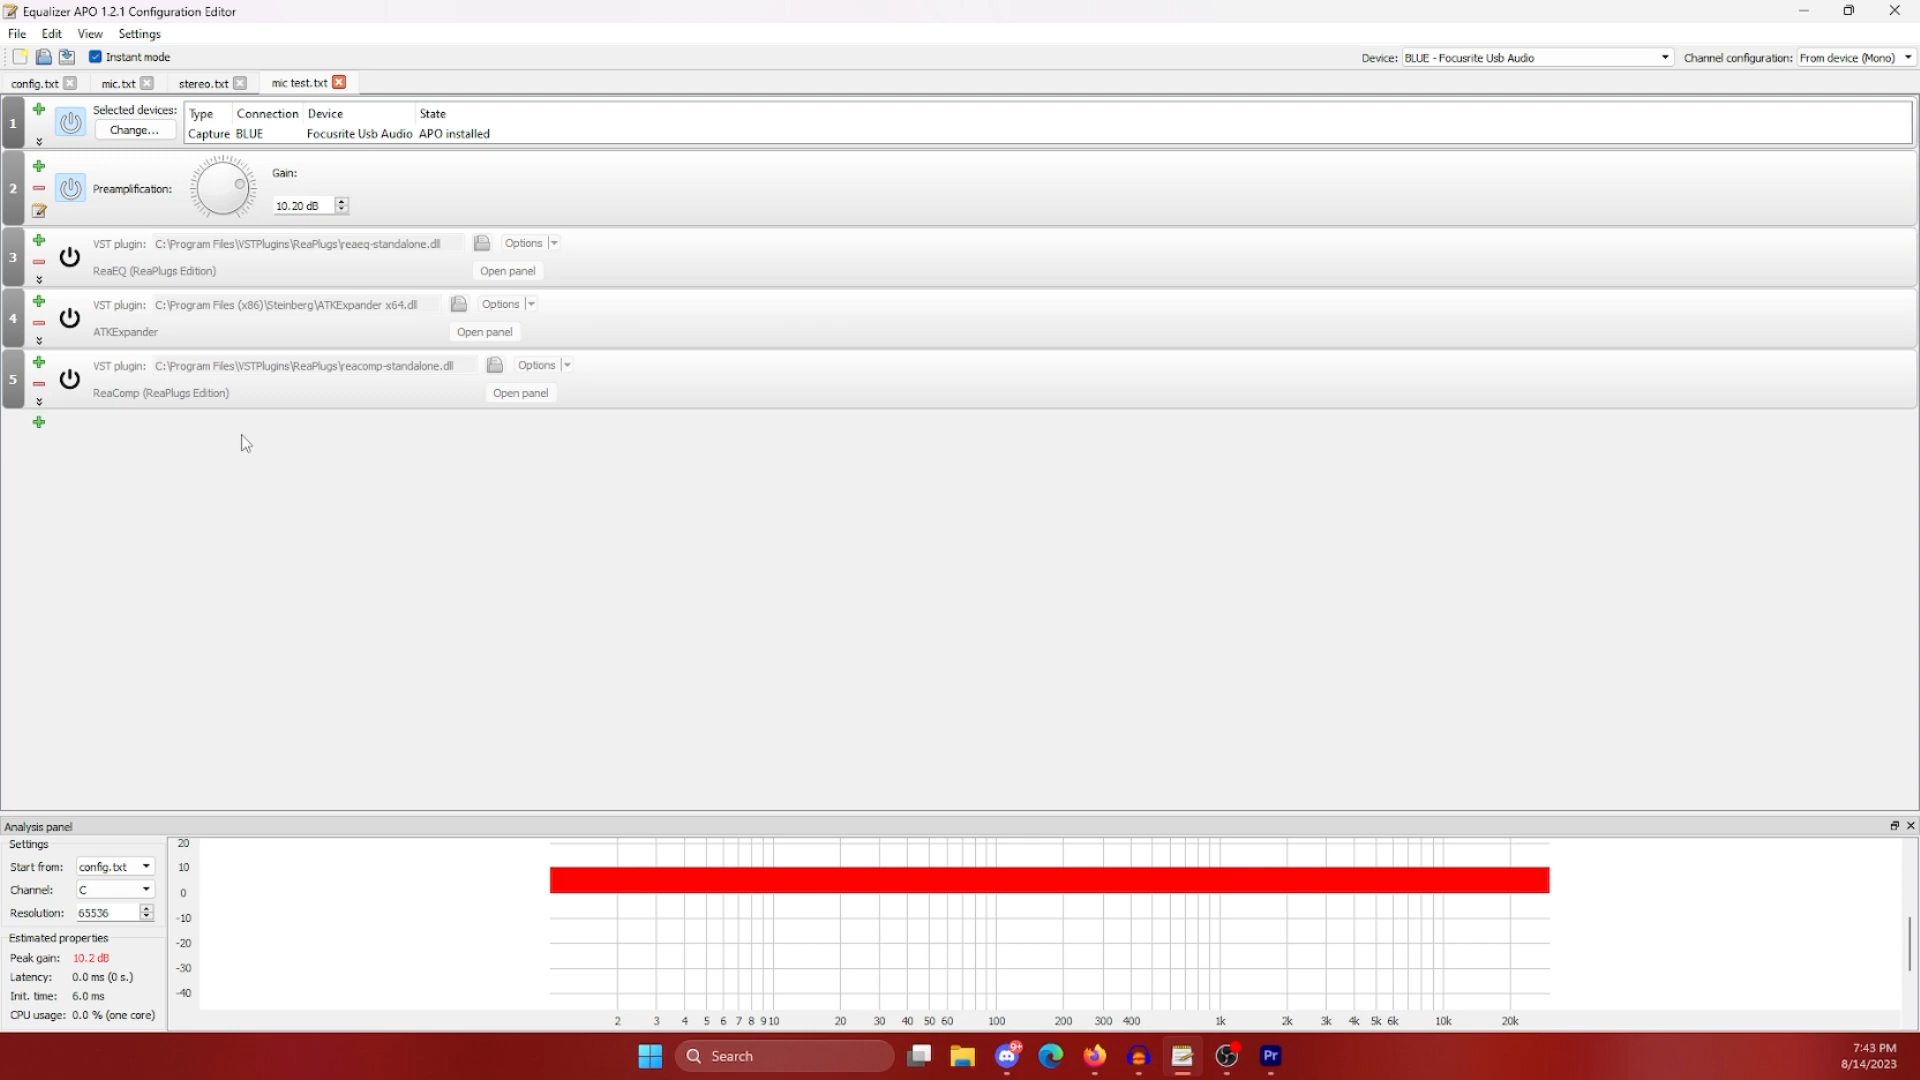 Equalizer APO 1.2.1 Configuration Editor
File Edit View Settings
Instant mode Device: BLUE - Focusrite Usb Audio Channel configuration: From device (Mono)
config.txt mic.txt stereo.txt mic test.txt
1 Selected devices: Change...
Type Connection Device State
Capture BLUE Focusrite Usb Audio APO installed
2 Preamplification: Gain:
10.20 dB
3 VST plugin: C:\Program Files\VSTPlugins\ReaPlugs\reaeq-standalone.dll Options
ReaEQ (ReaPlugs Edition) Open panel
4 VST plugin: C:\Program Files (x86)\Steinberg\ATKExpander x64.dll Options
ATKExpander Open panel
5 VST plugin: C:\Program Files\VSTPlugins\ReaPlugs\reacomp-standalone.dll Options
ReaComp (ReaPlugs Edition) Open panel
Analysis panel
Settings
Start from: config.txt
Channel: C
Resolution: 65536
Estimated properties
Peak gain: 10.2 dB
Latency: 0.0 ms (0 s.)
Init. time: 6.0 ms
CPU usage: 0.0 % (one core)
20
10
0
-10
-20
-30
-40
2 3 4 5 6 7 8 9 10 20 30 40 50 60 100 200 300 400 1k 2k 3k 4k 5k 6k 10k 20k
Search 9+ Pr
7:43 PM
8/14/2023